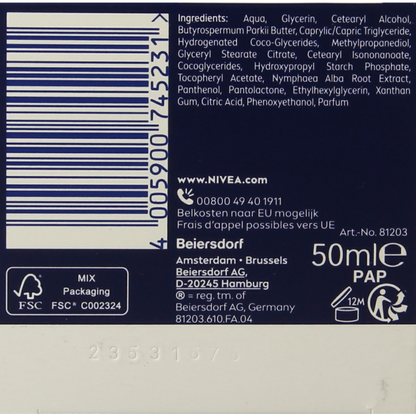 Ingredients: Aqua, Glycerin, Cetearyl Alcohol,
Butyrospermum Parkii Butter, Caprylic/Capric Triglyceride,
Hydrogenated Coco-Glycerides, Methylpropanediol,
Glyceryl Stearate Citrate, Cetearyl Isononanoate,
Cocoglycerides, Hydroxypropyl Starch Phosphate,
Tocopheryl Acetate, Nymphaea Alba Root Extract,
Panthenol, Pantolactone, Ethylhexylglycerin, Xanthan
Gum, Citric Acid, Phenoxyethanol, Parfum
4 005900 745231 >
www.NIVEA.com
00800 49 40 1911
Belkosten naar EU mogelijk
Frais d'appel possibles vers UE
Art.-No. 81203
Beiersdorf
Amsterdam • Brussels
Beiersdorf AG,
D-20245 Hamburg
® = reg. tm. of
Beiersdorf AG, Germany
81203.610.FA.04
50ml℮
PAP
12M
FSC
MIX
Packaging
FSC® C002324